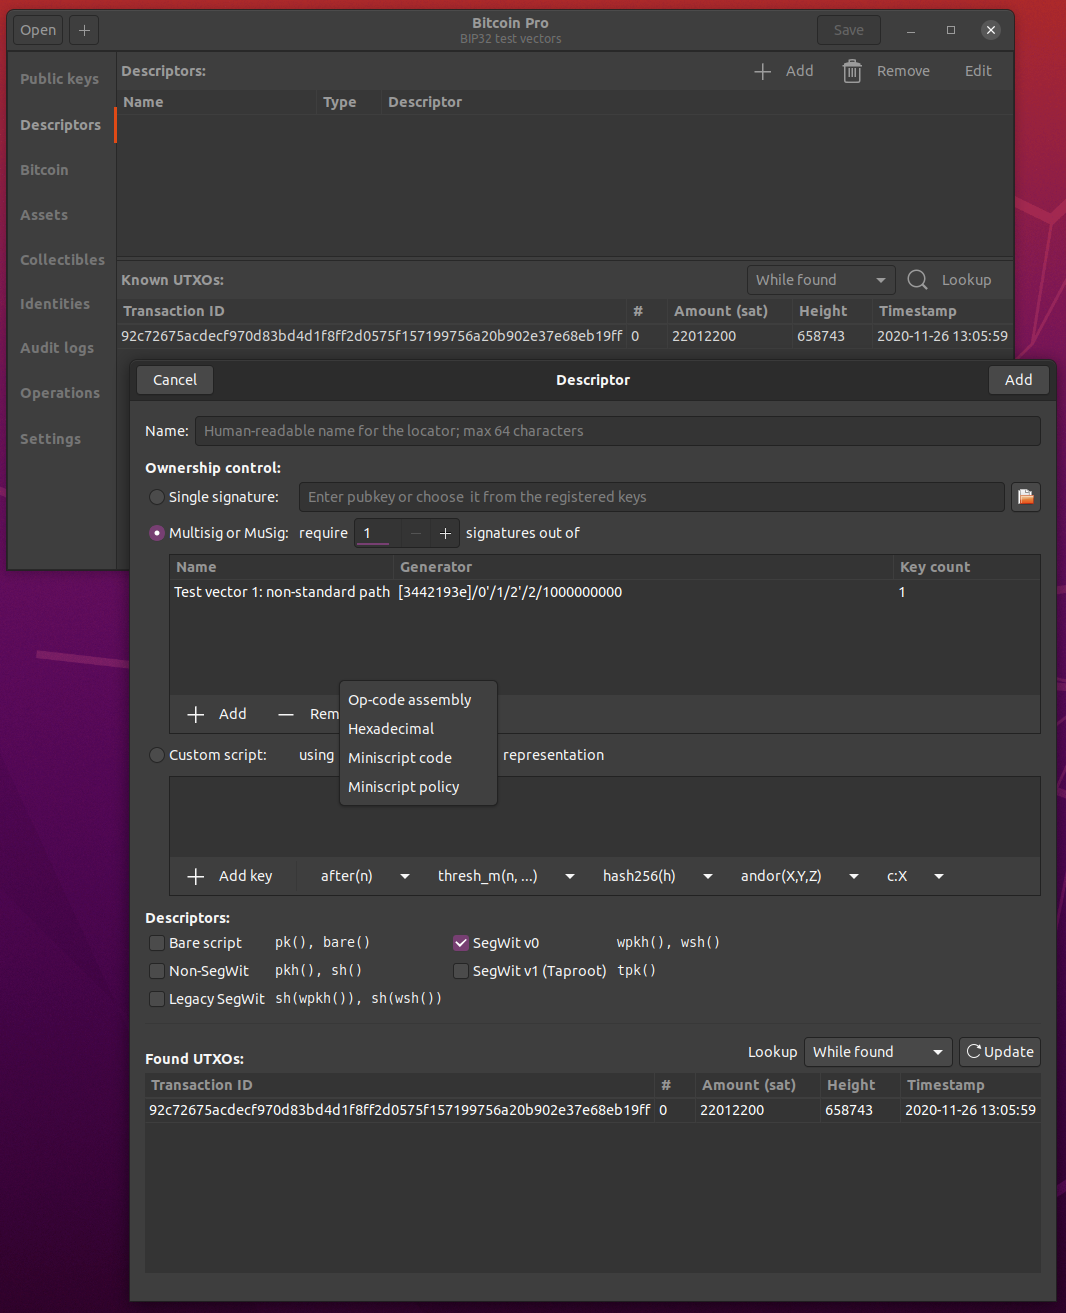 Open + Bitcoin Pro Save
BIP32 test vectors
Public keys
Descriptors
Bitcoin
Assets
Collectibles
Identities
Audit logs
Operations
Settings
Descriptors: Add Remove Edit
Name Type Descriptor
Known UTXOs: While found Lookup
Transaction ID # Amount (sat) Height Timestamp
92c72675acdecf970d83bd4d1f8ff2d0575f157199756a20b902e37e68eb19ff 0 22012200 658743 2020-11-26 13:05:59
Cancel Descriptor Add
Name: Human-readable name for the locator; max 64 characters
Ownership control:
Single signature: Enter pubkey or choose it from the registered keys
Multisig or MuSig: require 1 − + signatures out of
Name Generator Key count
Test vector 1: non-standard path [3442193e]/0'/1/2'/2/1000000000 1
Add Rem
Op-code assembly
Hexadecimal
Miniscript code
Miniscript policy
Custom script: using representation
Add key after(n) thresh_m(n, ...) hash256(h) andor(X,Y,Z) c:X
Descriptors:
Bare script pk(), bare() SegWit v0 wpkh(), wsh()
Non-SegWit pkh(), sh() SegWit v1 (Taproot) tpk()
Legacy SegWit sh(wpkh()), sh(wsh())
Found UTXOs: Lookup While found Update
Transaction ID # Amount (sat) Height Timestamp
92c72675acdecf970d83bd4d1f8ff2d0575f157199756a20b902e37e68eb19ff 0 22012200 658743 2020-11-26 13:05:59